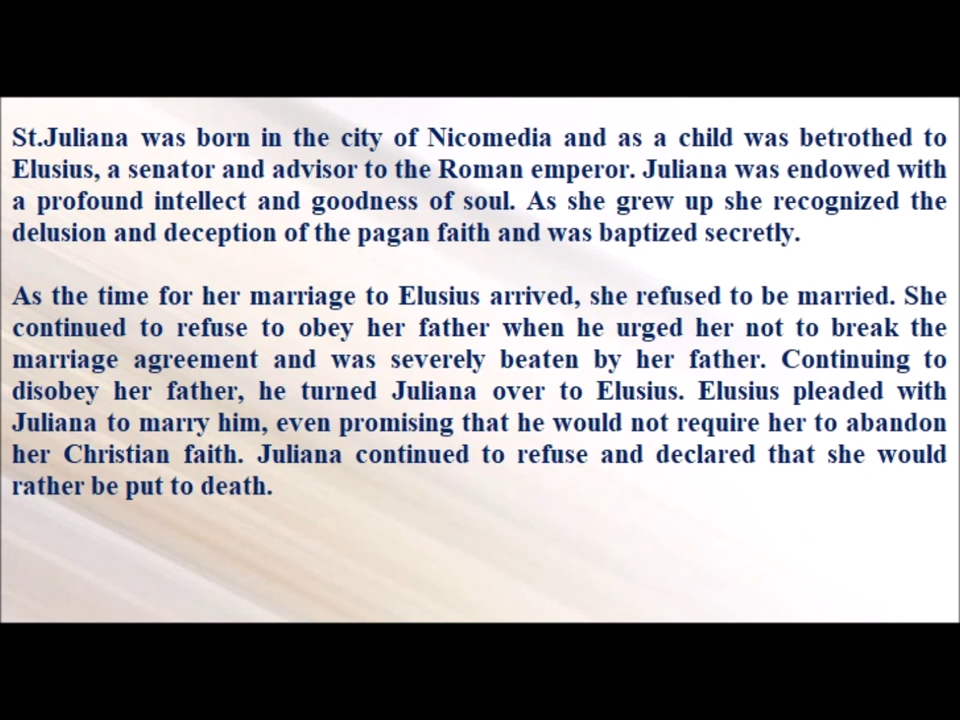 St.Juliana was born in the city of Nicomedia and as a child was betrothed to
Elusius, a senator and advisor to the Roman emperor. Juliana was endowed with
a profound intellect and goodness of soul. As she grew up she recognized the
delusion and deception of the pagan faith and was baptized secretly.
As the time for her marriage to Elusius arrived, she refused to be married. She
continued to refuse to obey her father when he urged her not to break the
marriage agreement and was severely beaten by her father. Continuing to
disobey her father, he turned Juliana over to Elusius. Elusius pleaded with
Juliana to marry him, even promising that he would not require her to abandon
her Christian faith. Juliana continued to refuse and declared that she would
rather be put to death.